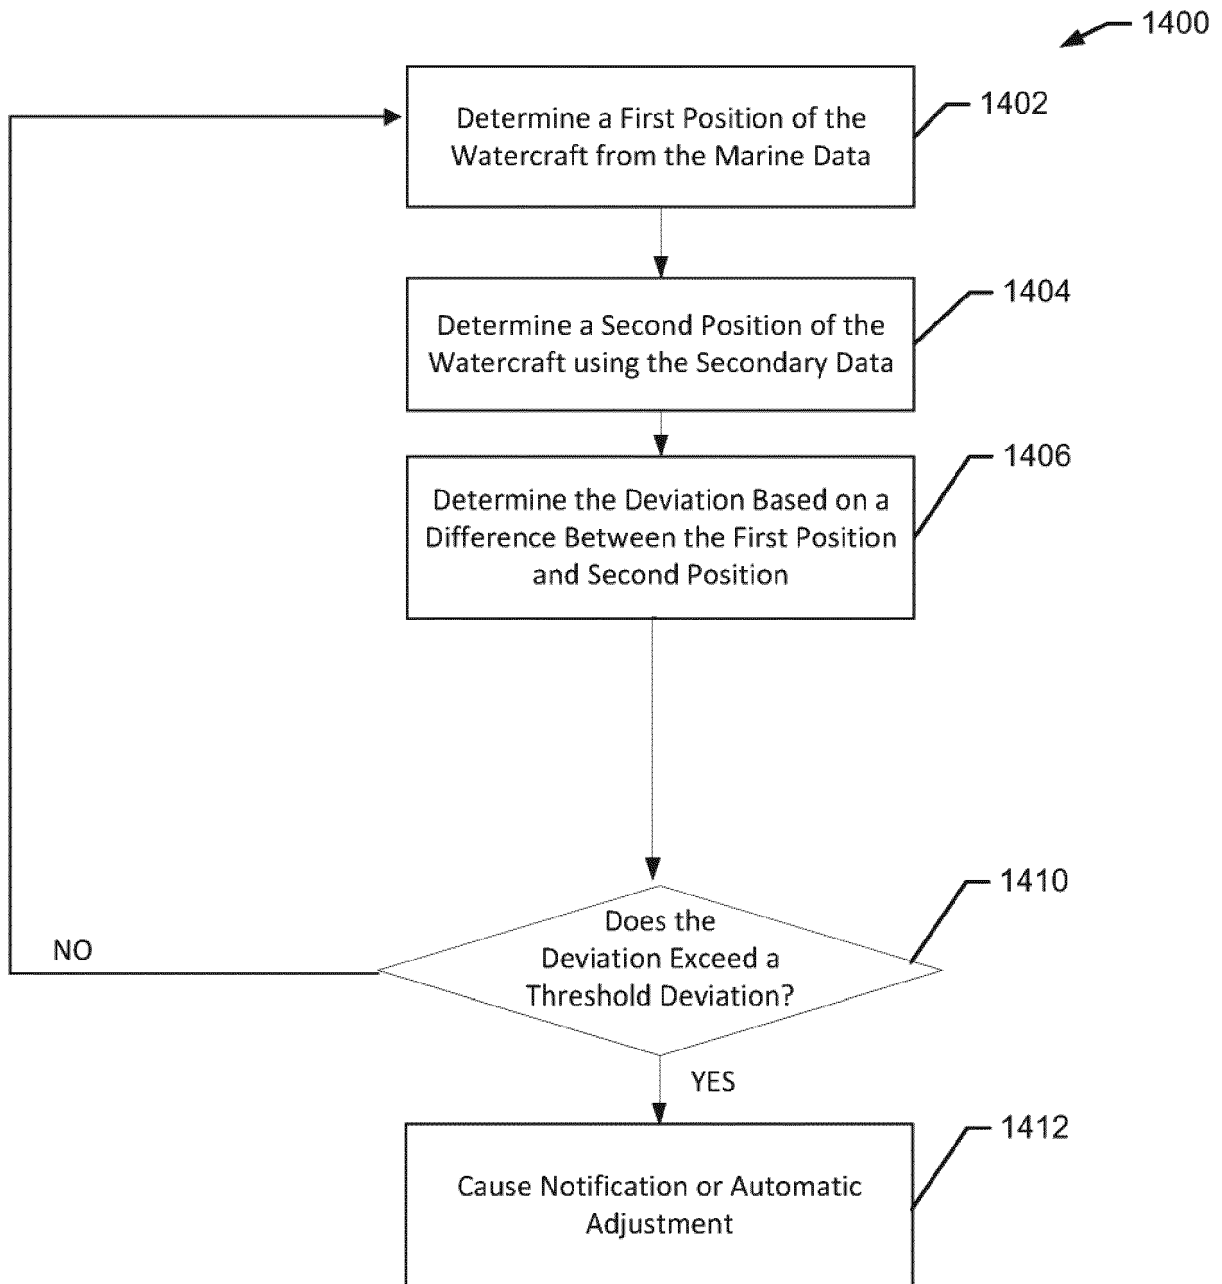 1400
Determine a First Position of the
Watercraft from the Marine Data
1402
Determine a Second Position of the
Watercraft using the Secondary Data
1404
Determine the Deviation Based on a
Difference Between the First Position
and Second Position
1406
Does the
Deviation Exceed a
Threshold Deviation?
1410
NO
YES
Cause Notification or Automatic
Adjustment
1412